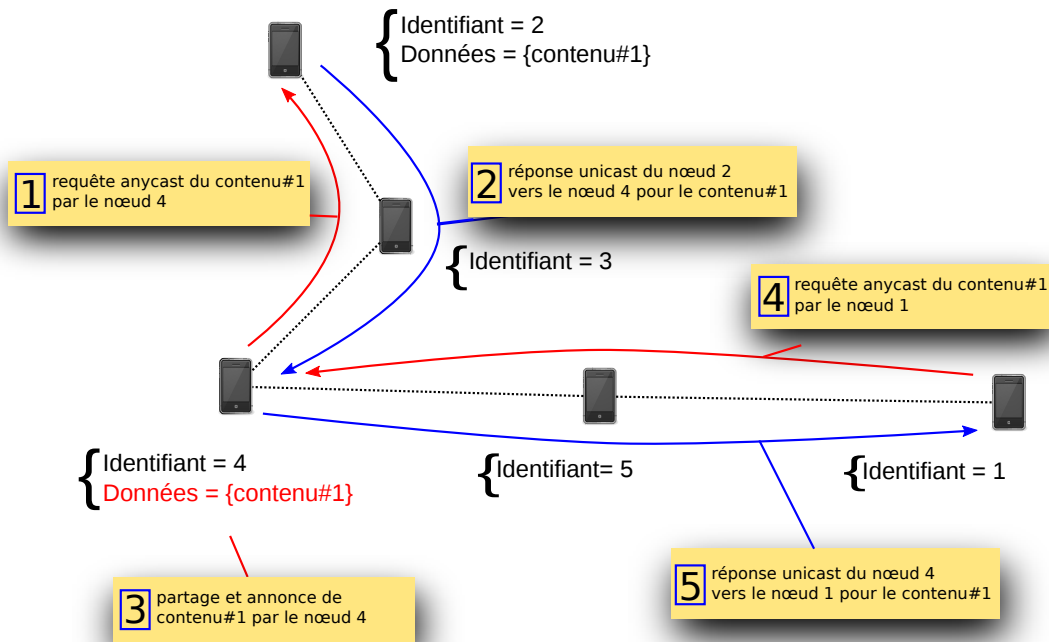 Identifiant = 2
Données = {contenu#1}
1 requête anycast du contenu#1
par le nœud 4
2 réponse unicast du nœud 2
vers le nœud 4 pour le contenu#1
Identifiant = 3
4 requête anycast du contenu#1
par le nœud 1
Identifiant = 4
Données = {contenu#1}
Identifiant= 5
Identifiant = 1
3 partage et annonce de
contenu#1 par le nœud 4
5 réponse unicast du nœud 4
vers le nœud 1 pour le contenu#1